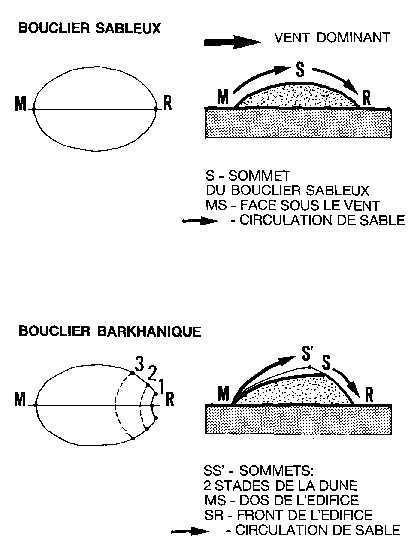 BOUCLIER SABLEUX
VENT DOMINANT
M R
M S R
S - SOMMET
DU BOUCLIER SABLEUX
MS - FACE SOUS LE VENT
- CIRCULATION DE SABLE
BOUCLIER BARKHANIQUE
M 3 2 1 R
M S' S R
SS' - SOMMETS:
2 STADES DE LA DUNE
MS - DOS DE L'EDIFICE
SR - FRONT DE L'EDIFICE
- CIRCULATION DE SABLE